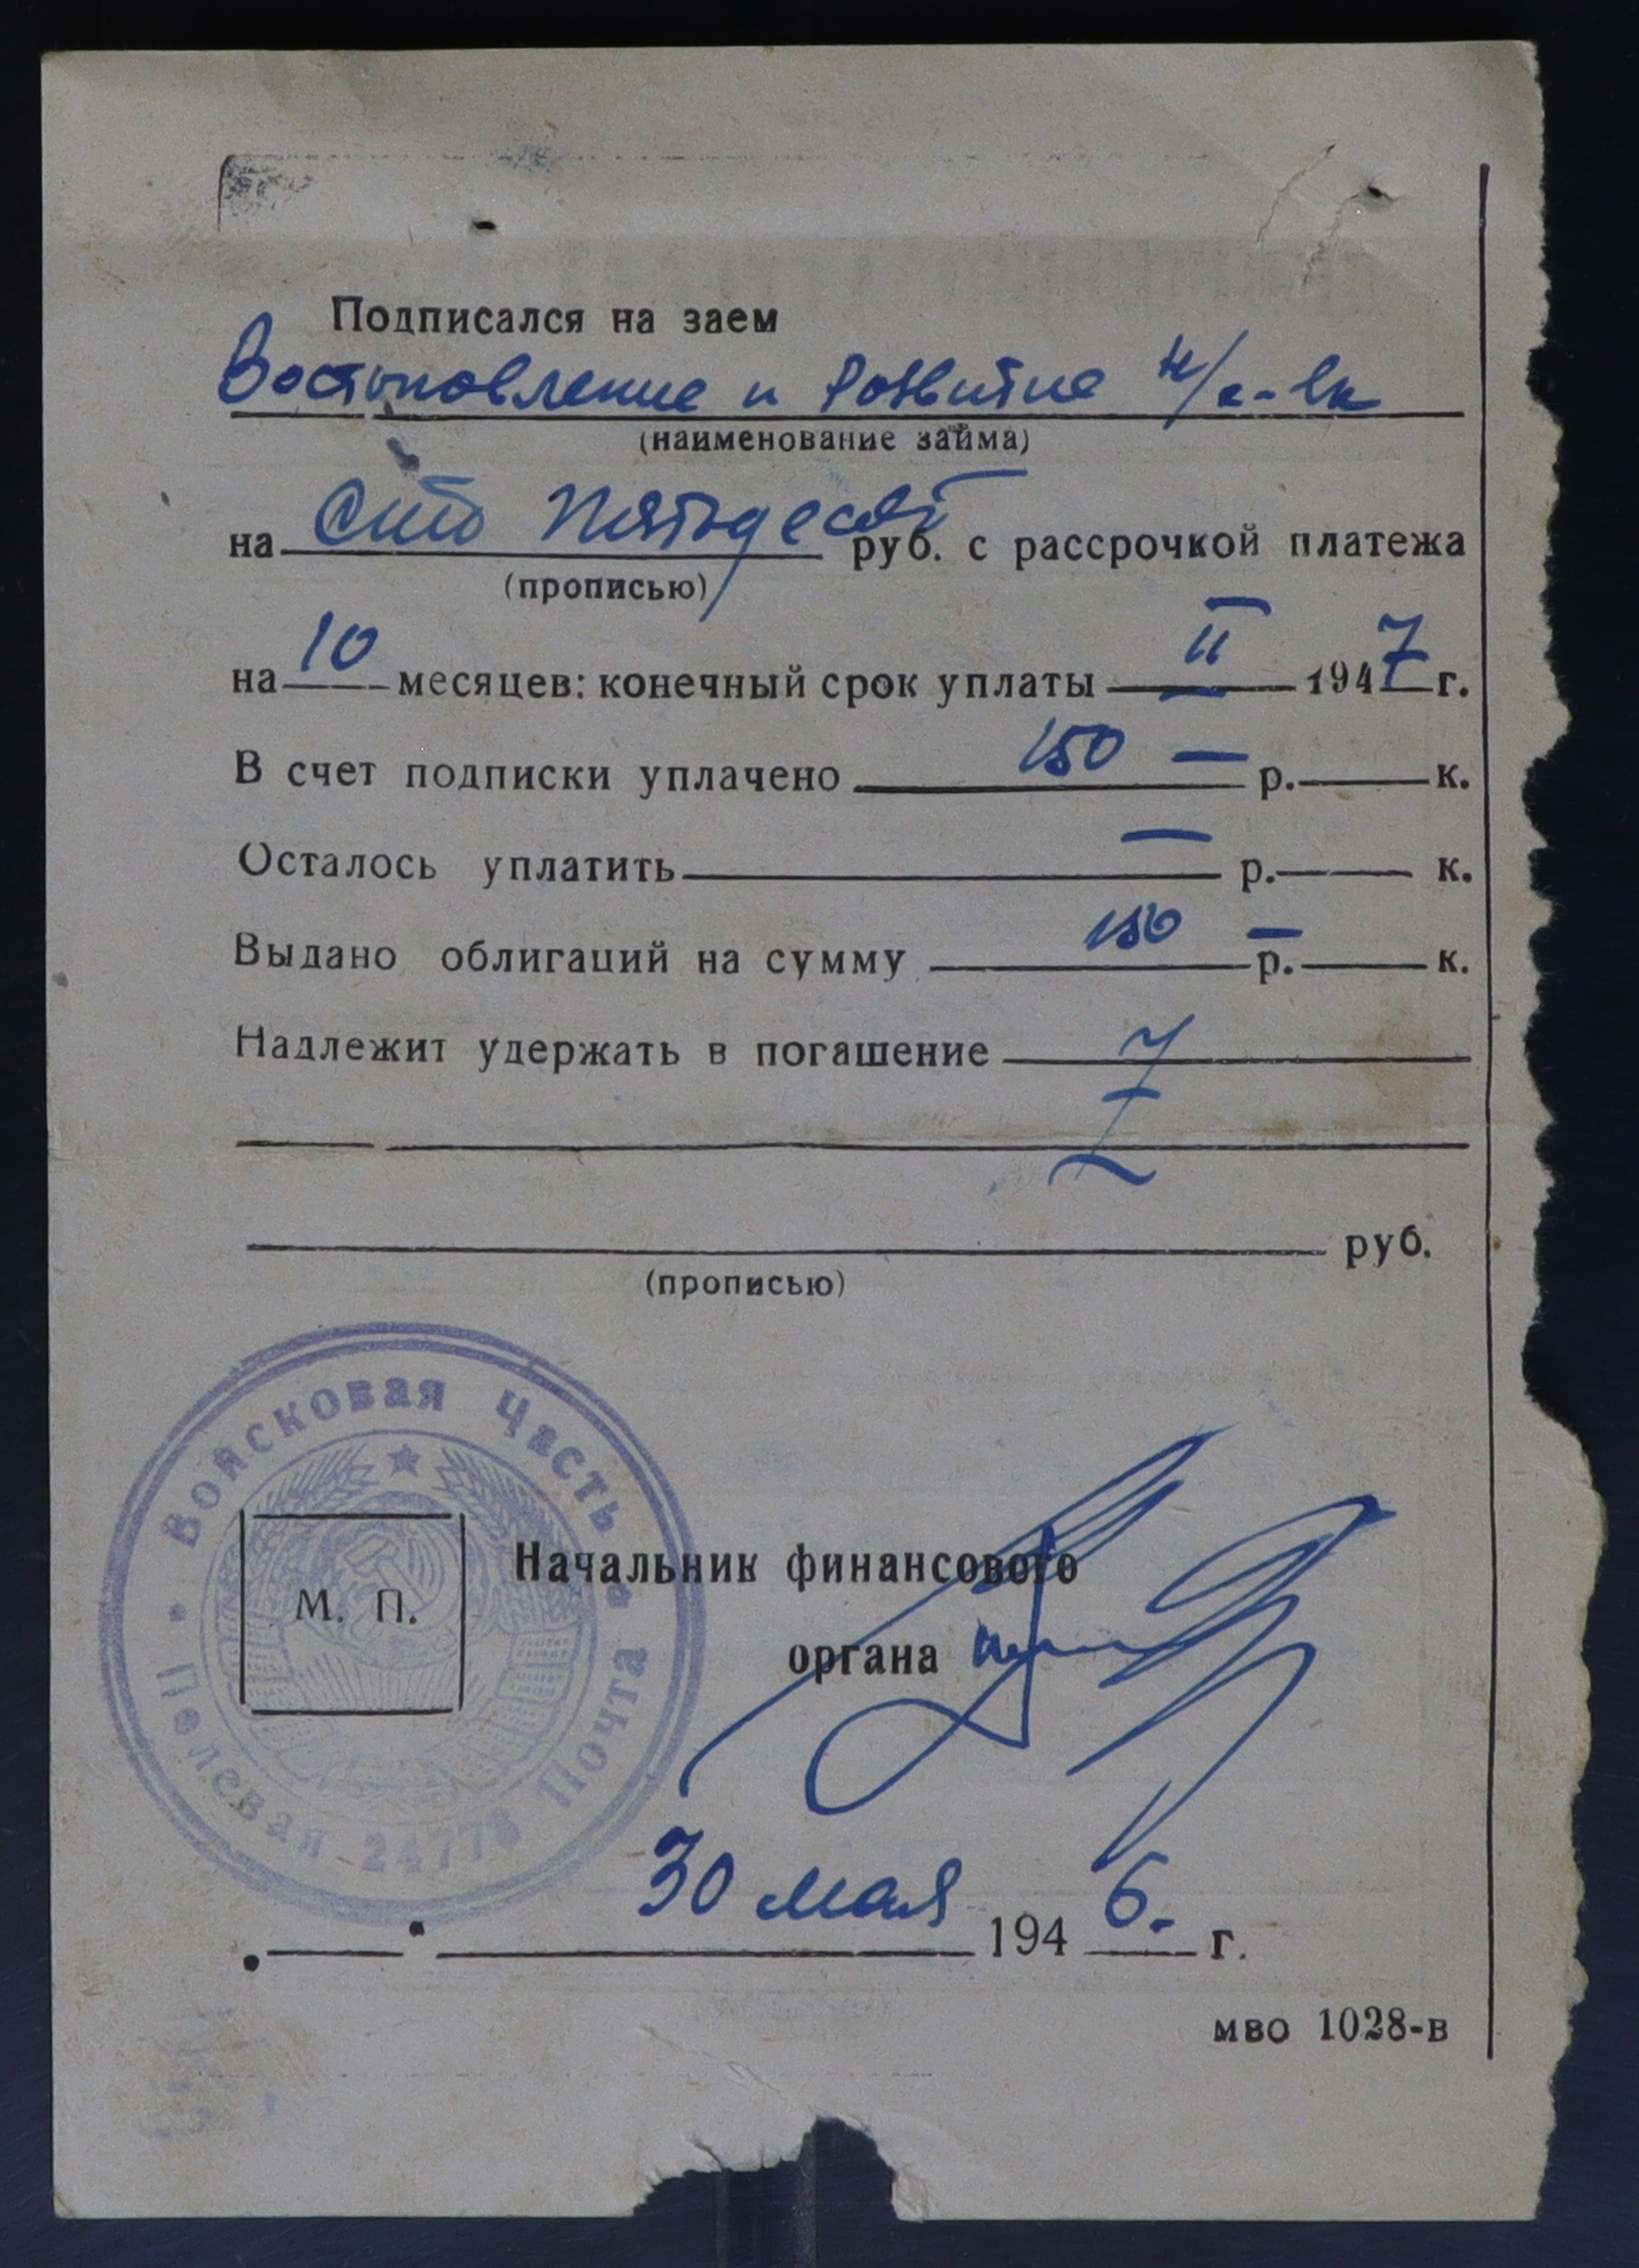 Подписался на заем
Востоновление и Развитие н/х-
(наименование займа)
на Сто Пятьдесят руб. с рассрочкой платежа
(прописью)
на 10 месяцев: конечный срок уплаты II 1947 г.
В счет подписки уплачено 150 — р. — к.
Осталось уплатить — р. — к.
Выдано облигаций на сумму 150 — р. — к.
Надлежит удержать в погашение
руб.
(прописью)
Войсковая Часть
Полевая Почта 24778
М. П.
Начальник финансового
органа
30 мая 1946. г.
мво 1028-в